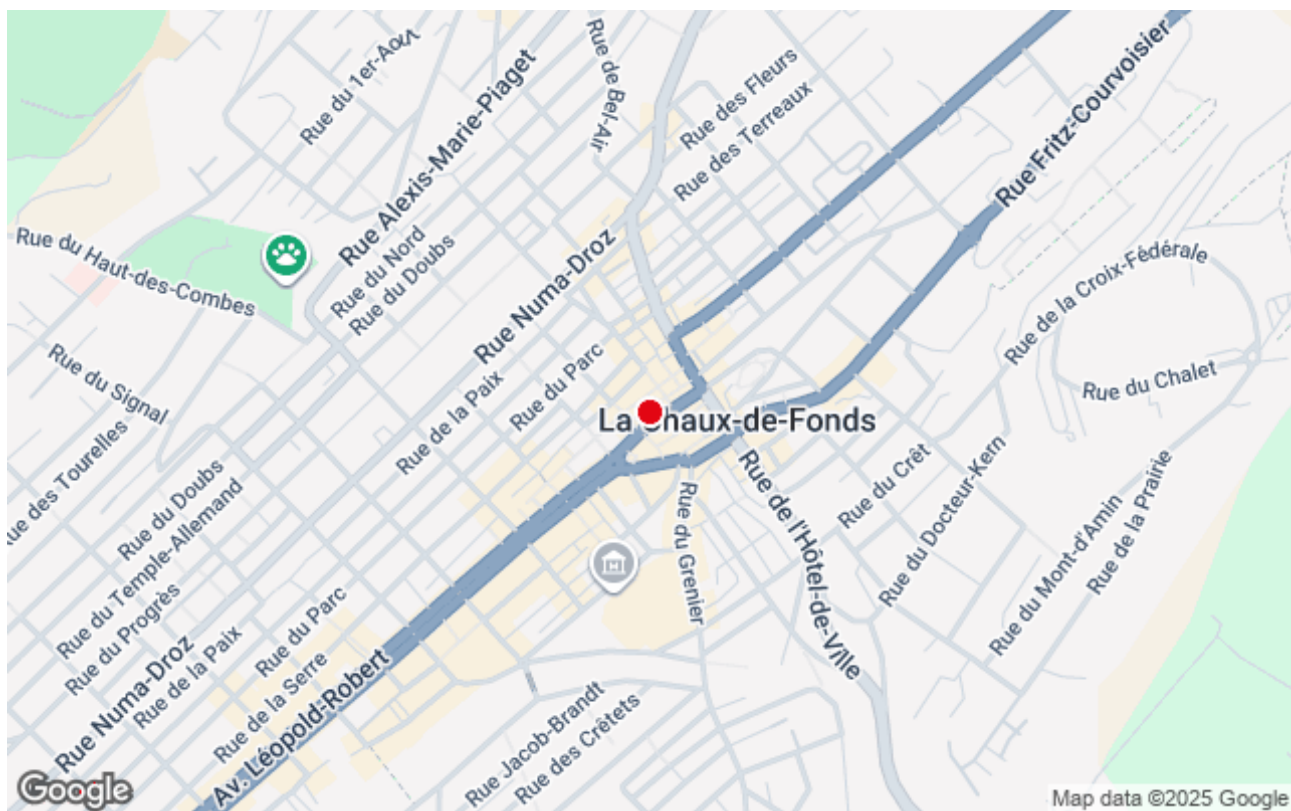 Rue du 1er-Août
Rue de Bel-Air
Rue des Fleurs
Rue Fritz-Courvoisier
Rue Alexis-Marie-Piaget
Rue des Terreaux
Rue du Haut-des-Combes
Rue du Nord
Rue du Doubs
Rue Numa-Droz
Rue de la Croix-Fédérale
Rue du Signal
Rue du Parc
Rue de la Paix
Rue du Chalet
La Chaux-de-Fonds
Rue des Tourelles
Rue du Doubs
Rue du Temple-Allemand
Rue du Progrès
Rue du Crêt
Rue du Docteur-Kern
Rue de l'Hôtel-de-Ville
Rue du Grenier
Rue du Mont-d'Amin
Rue de la Prairie
Rue Numa-Droz
Rue de la Paix
Rue du Parc
Rue de la Serre
Av. Léopold-Robert
Rue Jacob-Brandt
Rue des Crêtets
Google
Map data ©2025 Google